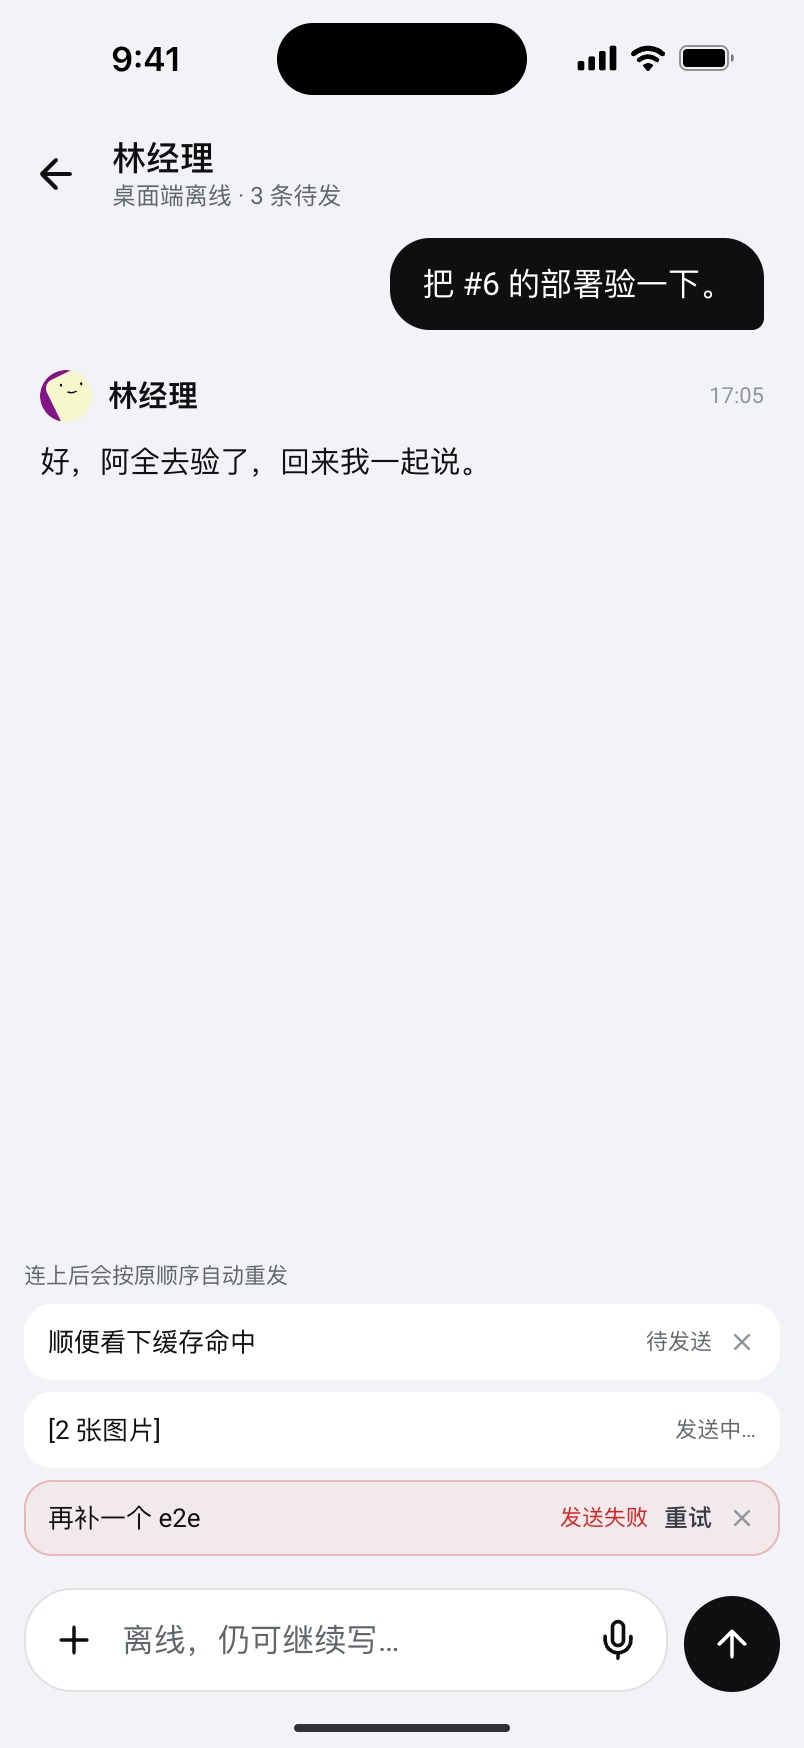 9:41
林经理
桌面端离线 · 3 条待发
把 #6 的部署验一下。
林经理 17:05
好，阿全去验了，回来我一起说。
连上后会按原顺序自动重发
顺便看下缓存命中 待发送
[2 张图片] 发送中...
再补一个 e2e 发送失败 重试
离线，仍可继续写...